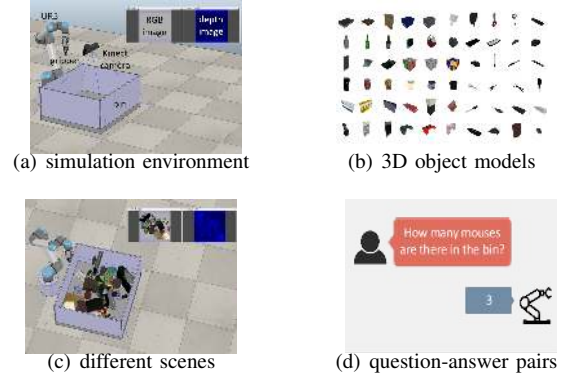 UR5
RGB image
depth image
Kinect camera
gripper
bin
(a) simulation environment
(b) 3D object models
How many mouses are there in the bin?
3
(c) different scenes
(d) question-answer pairs